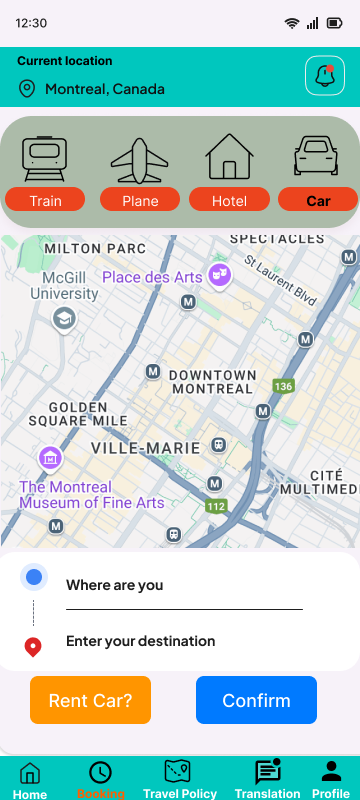 12:30
Current location
Montreal, Canada
Train
Plane
Hotel
Car
SPECTACLES
MILTON PARC
St Laurent Blvd
McGill
University
Place des Arts
M
M
M
M
136
DOWNTOWN
MONTREAL
M
GOLDEN
SQUARE MILE
VILLE-MARIE
CITÉ
MULTIMED
M
The Montreal
Museum of Fine Arts
112
M
Where are you
Enter your destination
Rent Car?
Confirm
Home
Booking
Travel Policy
Translation
Profile